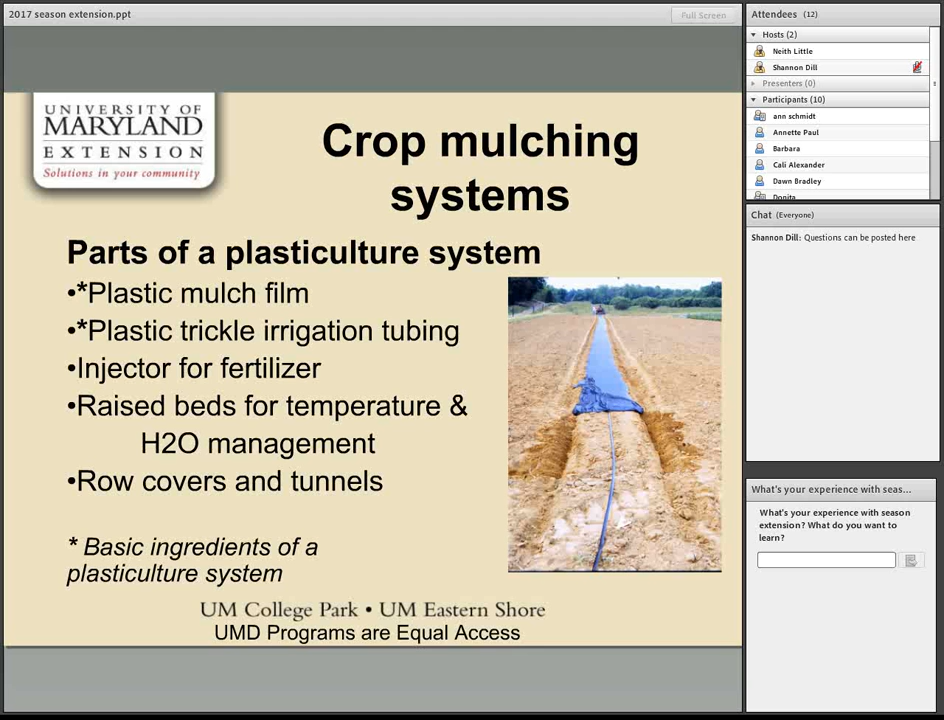 2017 season extension.ppt
Full Screen
UNIVERSITY OF
MARYLAND
EXTENSION
Solutions in your community
Crop mulching
systems
Parts of a plasticulture system
•*Plastic mulch film
•*Plastic trickle irrigation tubing
•Injector for fertilizer
•Raised beds for temperature &
H2O management
•Row covers and tunnels
* Basic ingredients of a
plasticulture system
UM College Park • UM Eastern Shore
UMD Programs are Equal Access
Attendees (12)
Hosts (2)
Neith Little
Shannon Dill
Presenters (0)
Participants (10)
ann schmidt
Annette Paul
Barbara
Cali Alexander
Dawn Bradley
Donita
Chat (Everyone)
Shannon Dill: Questions can be posted here
What's your experience with seas...
What's your experience with season
extension? What do you want to
learn?